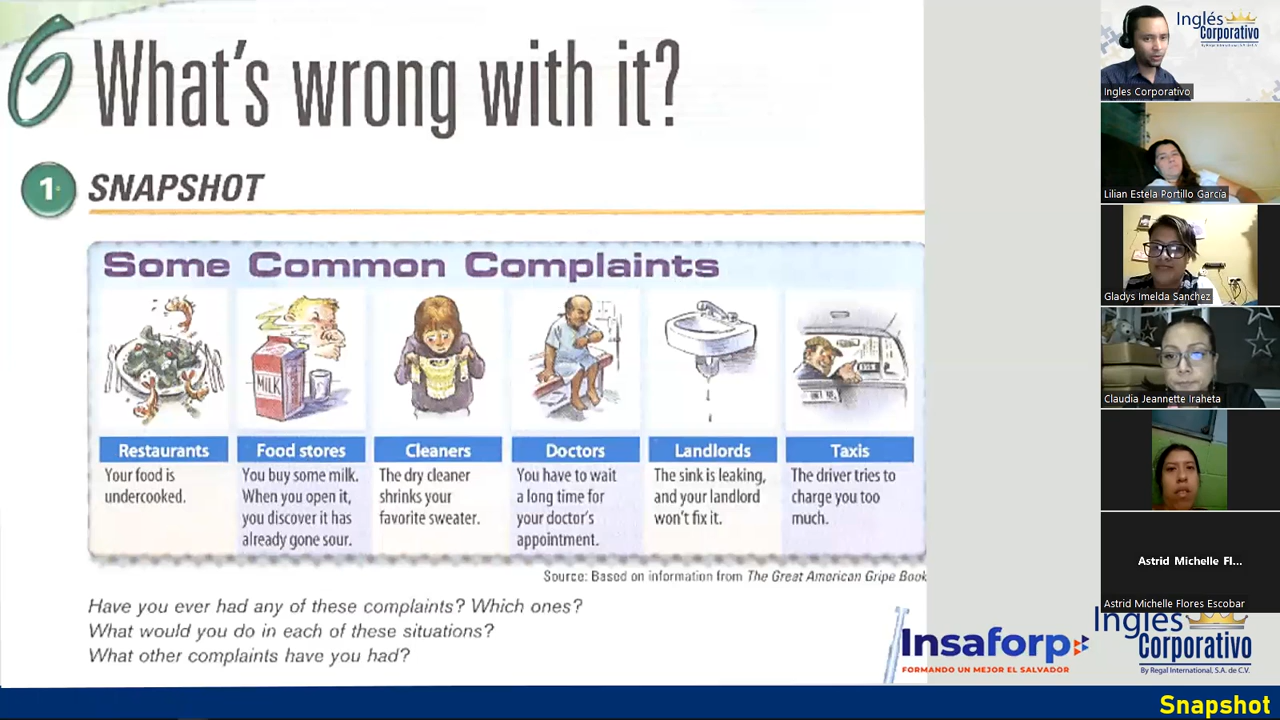 6 What's wrong with it?
1 SNAPSHOT
Some Common Complaints
MILK
Restaurants
Your food is
undercooked.
Food stores
You buy some milk.
When you open it,
you discover it has
already gone sour.
Cleaners
The dry cleaner
shrinks your
favorite sweater.
Doctors
You have to wait
a long time for
your doctor's
appointment.
Landlords
The sink is leaking,
and your landlord
won't fix it.
Taxis
The driver tries to
charge you too
much.
Source: Based on information from The Great American Gripe Book
Have you ever had any of these complaints? Which ones?
What would you do in each of these situations?
What other complaints have you had?
Insaforp
FORMANDO UN MEJOR EL SALVADOR
Inglés
Corporativo
By Regal International, S.A. de C.V.
Ingles Corporativo
Lilian Estela Portillo García
Gladys Imelda Sanchez
Claudia Jeannette Iraheta
Astrid Michelle Fl...
Astrid Michelle Flores Escobar
Inglés
Corporativo
By Regal International, S.A. de C.V.
Snapshot